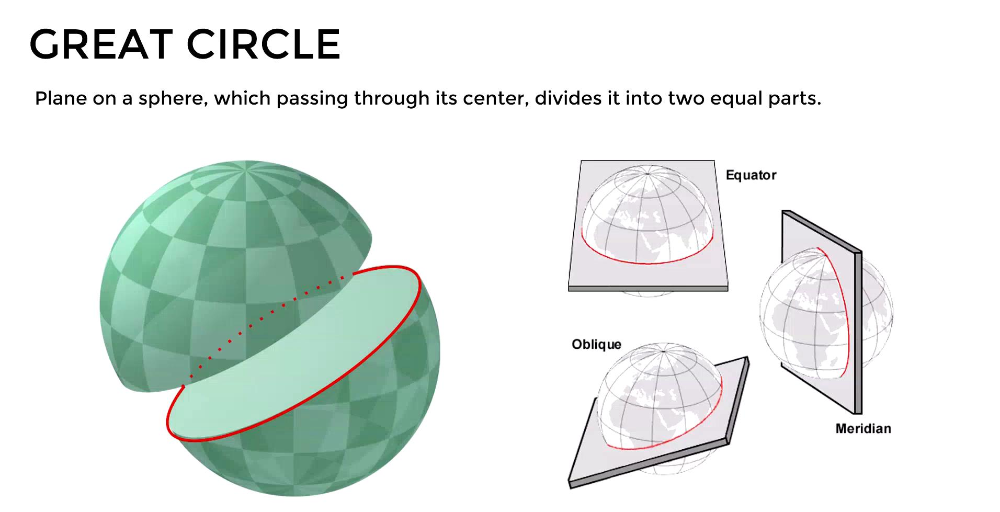 GREAT CIRCLE
Plane on a sphere, which passing through its center, divides it into two equal parts.
Equator
Oblique
Meridian